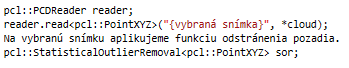 pcl::PCDReader reader;
reader.read<pcl::PointXYZ>("{vybraná snímka}", *cloud);
Na vybranú snímku aplikujeme funkciu odstránenia pozadia.
pcl::StatisticalOutlierRemoval<pcl::PointXYZ> sor;